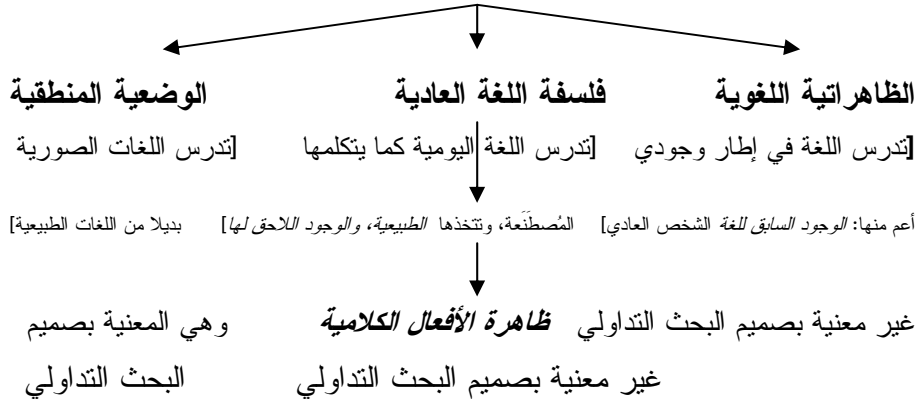 الظاهراتية اللغوية فلسفة اللغة العادية الوضعية المنطقية
[تدرس اللغة في إطار وجودي [تدرس اللغة اليومية كما يتكلمها [تدرس اللغات الصورية
أعم منها: الوجود السابق للغة الشخص العادي] المُصطَنَعة، وتتخذها الطبيعية، والوجود اللاحق لها] بديلا من اللغات الطبيعية]
غير معنية بصميم البحث التداولي ظاهرة الأفعال الكلامية وهي المعنية بصميم
غير معنية بصميم البحث التداولي البحث التداولي